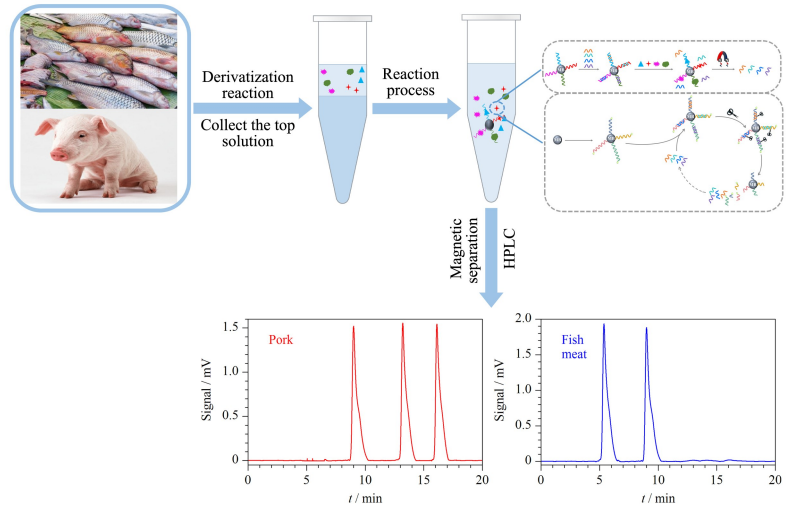 Derivatization
reaction
Collect the top
solution
Reaction
process
Magnetic
separation
HPLC
Pork
Signal / mV
1.5
1.0
0.5
0
0
5
10
15
20
t / min
Fish
meat
Signal / mV
2.0
1.5
1.0
0.5
0
0
5
10
15
20
t / min